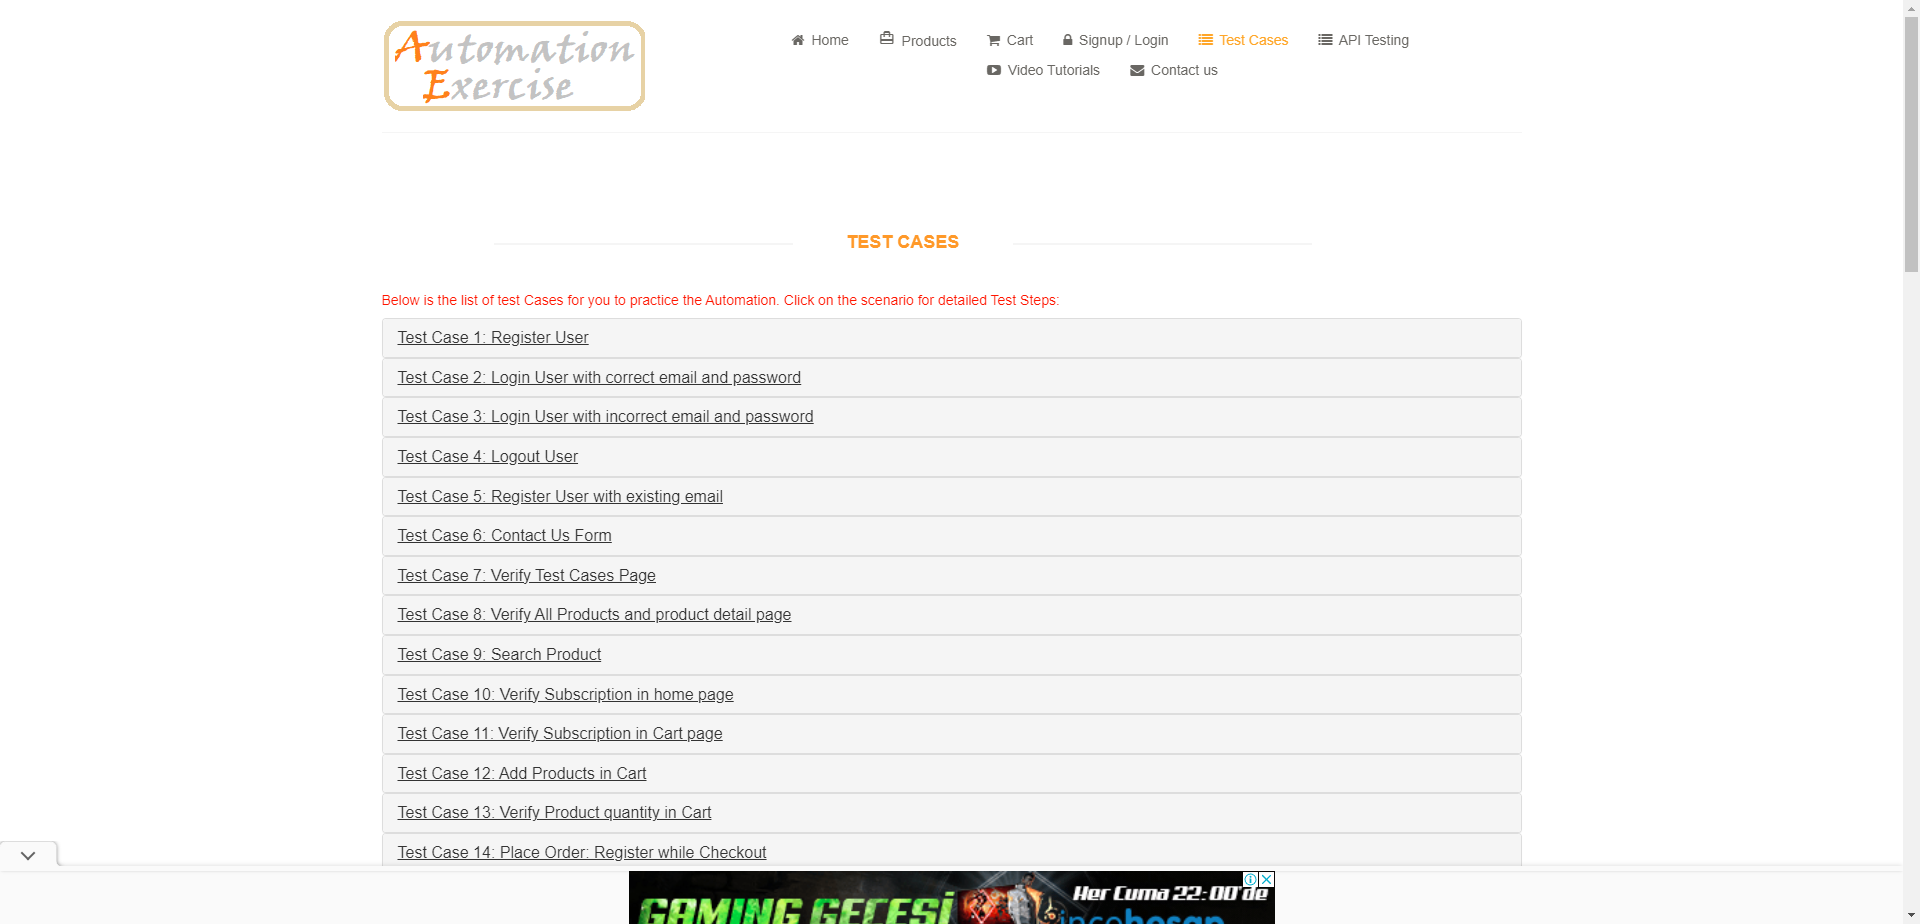 Automation
Exercise
Home
Products
Cart
Signup / Login
Test Cases
API Testing
Video Tutorials
Contact us
TEST CASES
Below is the list of test Cases for you to practice the Automation. Click on the scenario for detailed Test Steps:
Test Case 1: Register User
Test Case 2: Login User with correct email and password
Test Case 3: Login User with incorrect email and password
Test Case 4: Logout User
Test Case 5: Register User with existing email
Test Case 6: Contact Us Form
Test Case 7: Verify Test Cases Page
Test Case 8: Verify All Products and product detail page
Test Case 9: Search Product
Test Case 10: Verify Subscription in home page
Test Case 11: Verify Subscription in Cart page
Test Case 12: Add Products in Cart
Test Case 13: Verify Product quantity in Cart
Test Case 14: Place Order: Register while Checkout
Her Cuma 22:00'de
GAMING GECESİ
incehesap